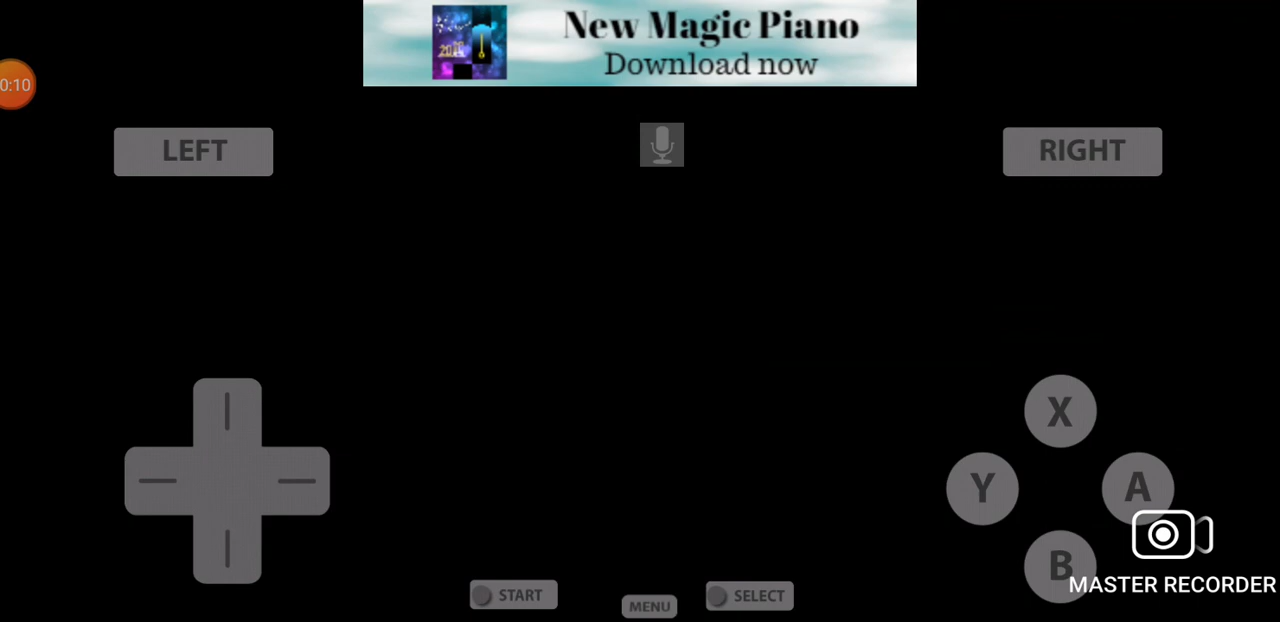 New Magic Piano
Download now
0:10
LEFT
RIGHT
X
Y
A
B
START
SELECT
MENU
MASTER RECORDER